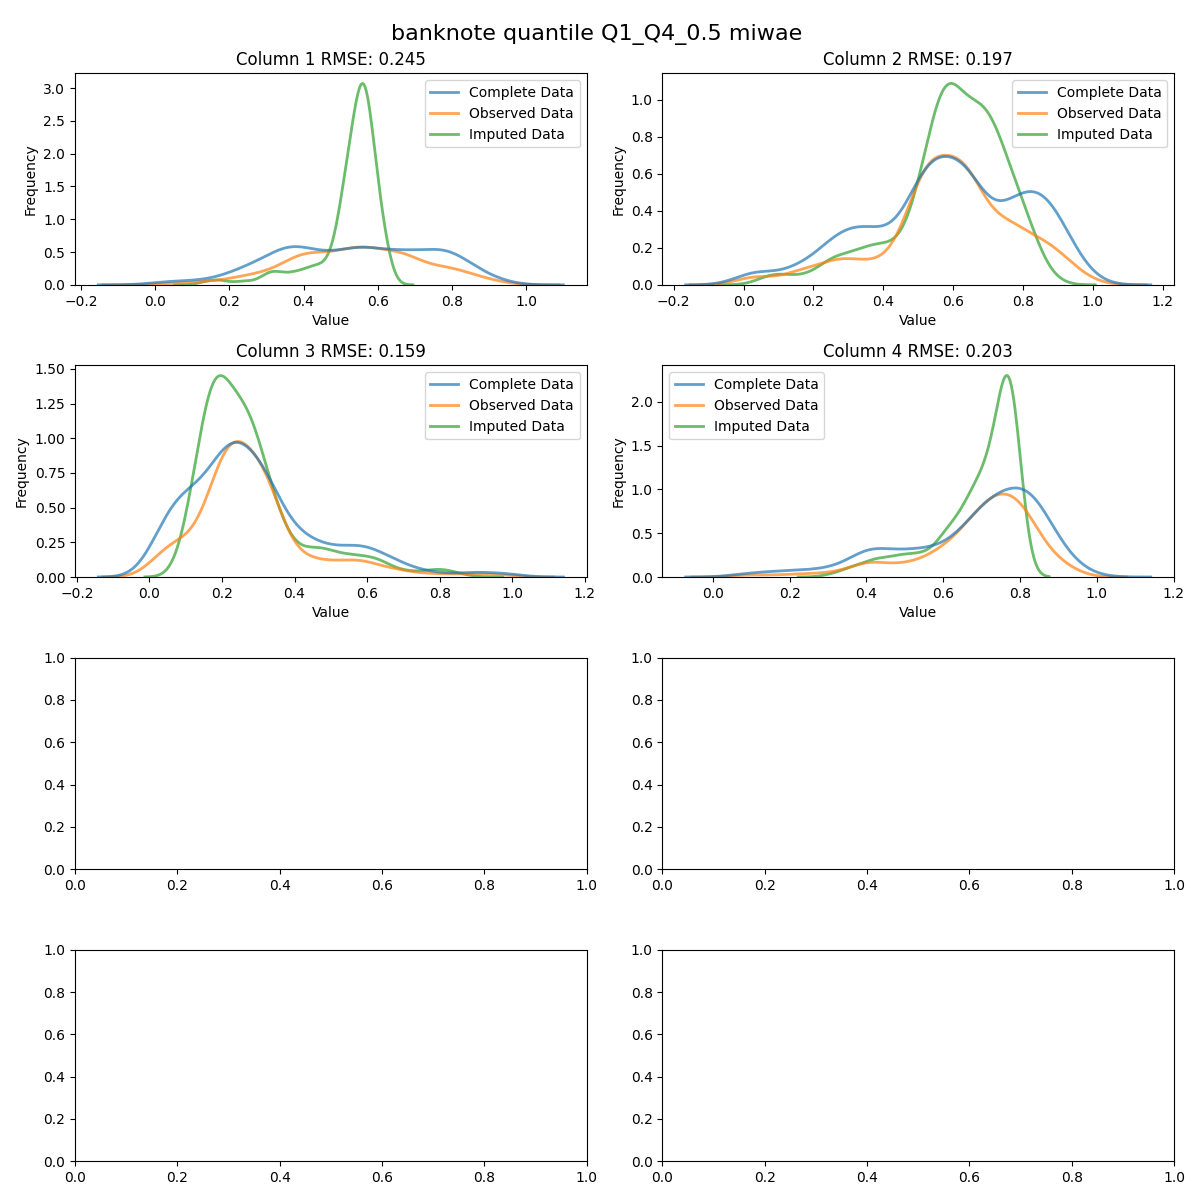 banknote quantile Q1_Q4_0.5 miwae
Column 1 RMSE: 0.245
Frequency
3.0
2.5
2.0
1.5
1.0
0.5
0.0
Complete Data
Observed Data
Imputed Data
−0.2 0.0 0.2 0.4 0.6 0.8 1.0
Value
Column 2 RMSE: 0.197
Frequency
1.0
0.8
0.6
0.4
0.2
0.0
Complete Data
Observed Data
Imputed Data
−0.2 0.0 0.2 0.4 0.6 0.8 1.0 1.2
Value
Column 3 RMSE: 0.159
Frequency
1.50
1.25
1.00
0.75
0.50
0.25
0.00
Complete Data
Observed Data
Imputed Data
−0.2 0.0 0.2 0.4 0.6 0.8 1.0 1.2
Value
Column 4 RMSE: 0.203
Frequency
2.0
1.5
1.0
0.5
0.0
Complete Data
Observed Data
Imputed Data
0.0 0.2 0.4 0.6 0.8 1.0 1.2
Value
1.0
0.8
0.6
0.4
0.2
0.0
0.0 0.2 0.4 0.6 0.8 1.0
1.0
0.8
0.6
0.4
0.2
0.0
0.0 0.2 0.4 0.6 0.8 1.0
1.0
0.8
0.6
0.4
0.2
0.0
0.0 0.2 0.4 0.6 0.8 1.0
1.0
0.8
0.6
0.4
0.2
0.0
0.0 0.2 0.4 0.6 0.8 1.0